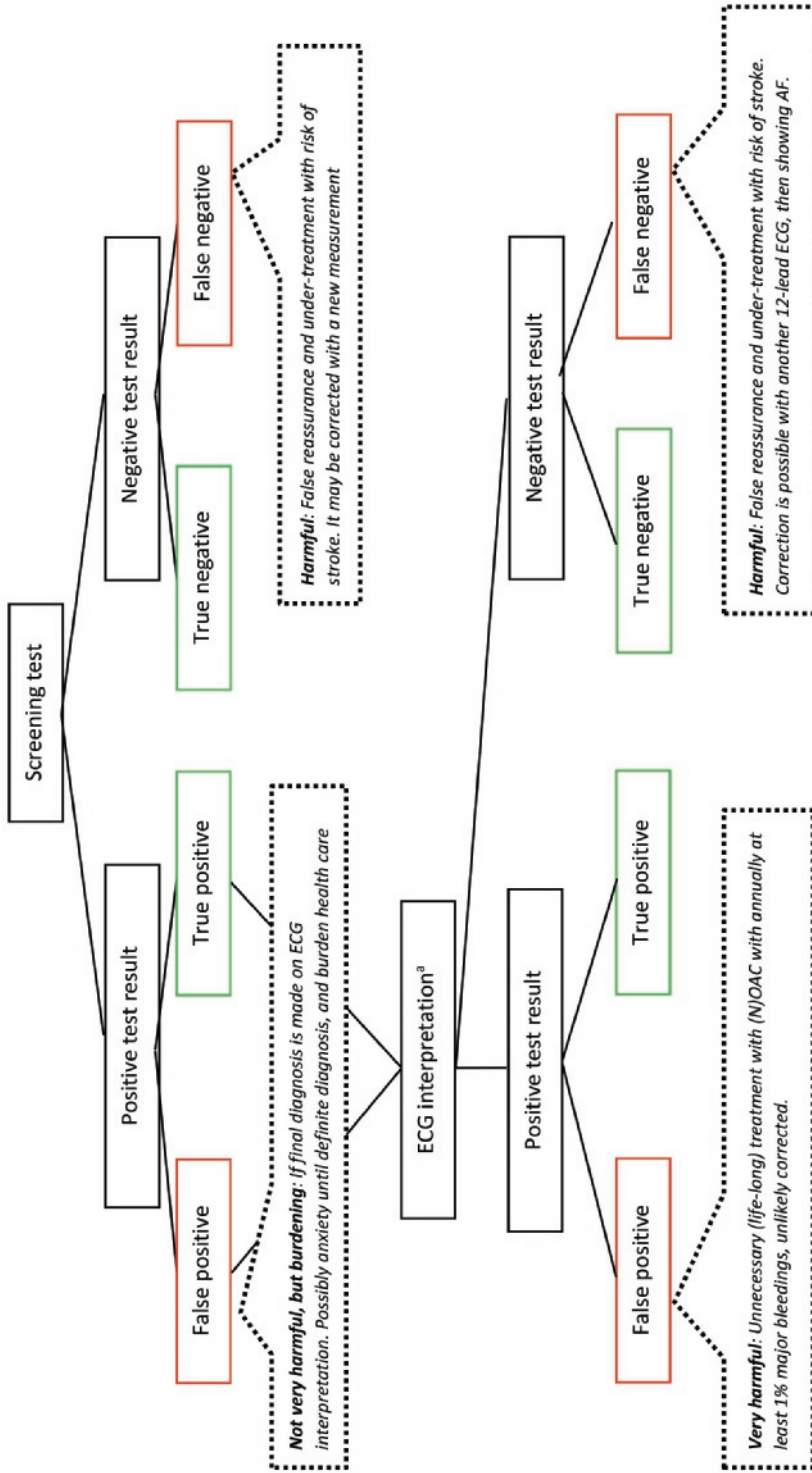 Screening test
Positive test result
Negative test result
False positive
True positive
True negative
False negative
Not very harmful, but burdening: If final diagnosis is made on ECG
interpretation. Possibly anxiety until definite diagnosis, and burden health care
Harmful: False reassurance and under-treatment with risk of
stroke. It may be corrected with a new measurement
ECG interpretationᵃ
Positive test result
Negative test result
False positive
True positive
True negative
False negative
Very harmful: Unnecessary (life-long) treatment with (N)OAC with annually at
least 1% major bleedings, unlikely corrected.
Harmful: False reassurance and under-treatment with risk of stroke.
Correction is possible with another 12-lead ECG, then showing AF.